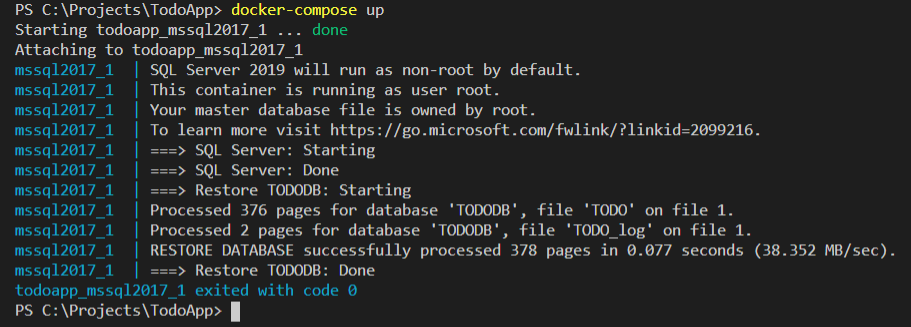 PS C:\Projects\TodoApp> docker-compose up
Starting todoapp_mssql2017_1 ... done
Attaching to todoapp_mssql2017_1
mssql2017_1  | SQL Server 2019 will run as non-root by default.
mssql2017_1  | This container is running as user root.
mssql2017_1  | Your master database file is owned by root.
mssql2017_1  | To learn more visit https://go.microsoft.com/fwlink/?linkid=2099216.
mssql2017_1  | ===> SQL Server: Starting
mssql2017_1  | ===> SQL Server: Done
mssql2017_1  | ===> Restore TODODB: Starting
mssql2017_1  | Processed 376 pages for database 'TODODB', file 'TODO' on file 1.
mssql2017_1  | Processed 2 pages for database 'TODODB', file 'TODO_log' on file 1.
mssql2017_1  | RESTORE DATABASE successfully processed 378 pages in 0.077 seconds (38.352 MB/sec).
mssql2017_1  | ===> Restore TODODB: Done
todoapp_mssql2017_1 exited with code 0
PS C:\Projects\TodoApp>